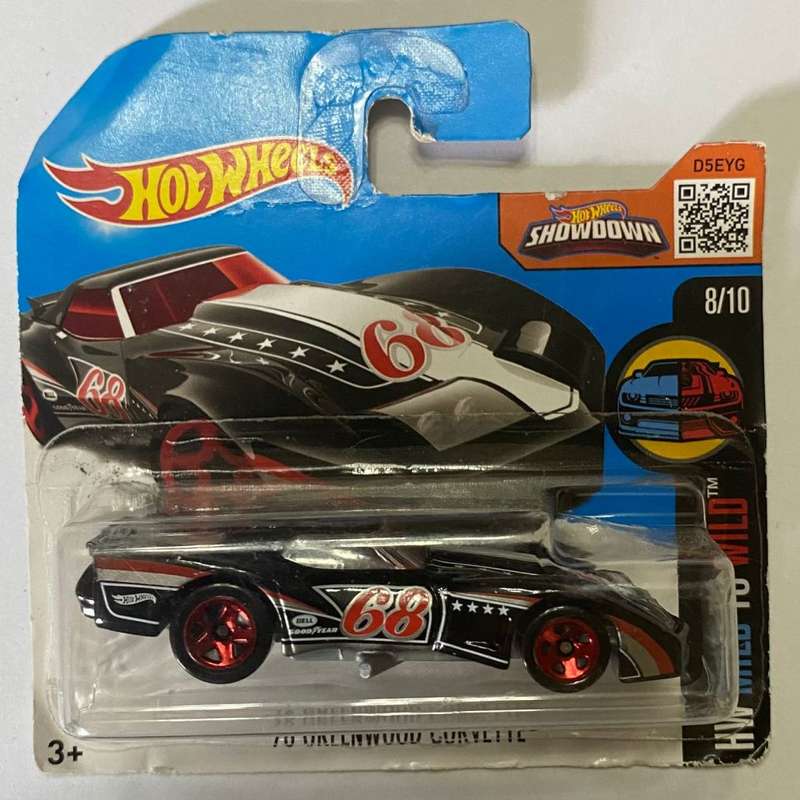 HOT WHEELS
D5EYG
HOT WHEELS
SHOWDOWN
8/10
68
68
GOODYEAR
HW MILD TO WILD™
HOT WHEELS
BELL
GOODYEAR
68
'76 GREENWOOD CORVETTE™
3+